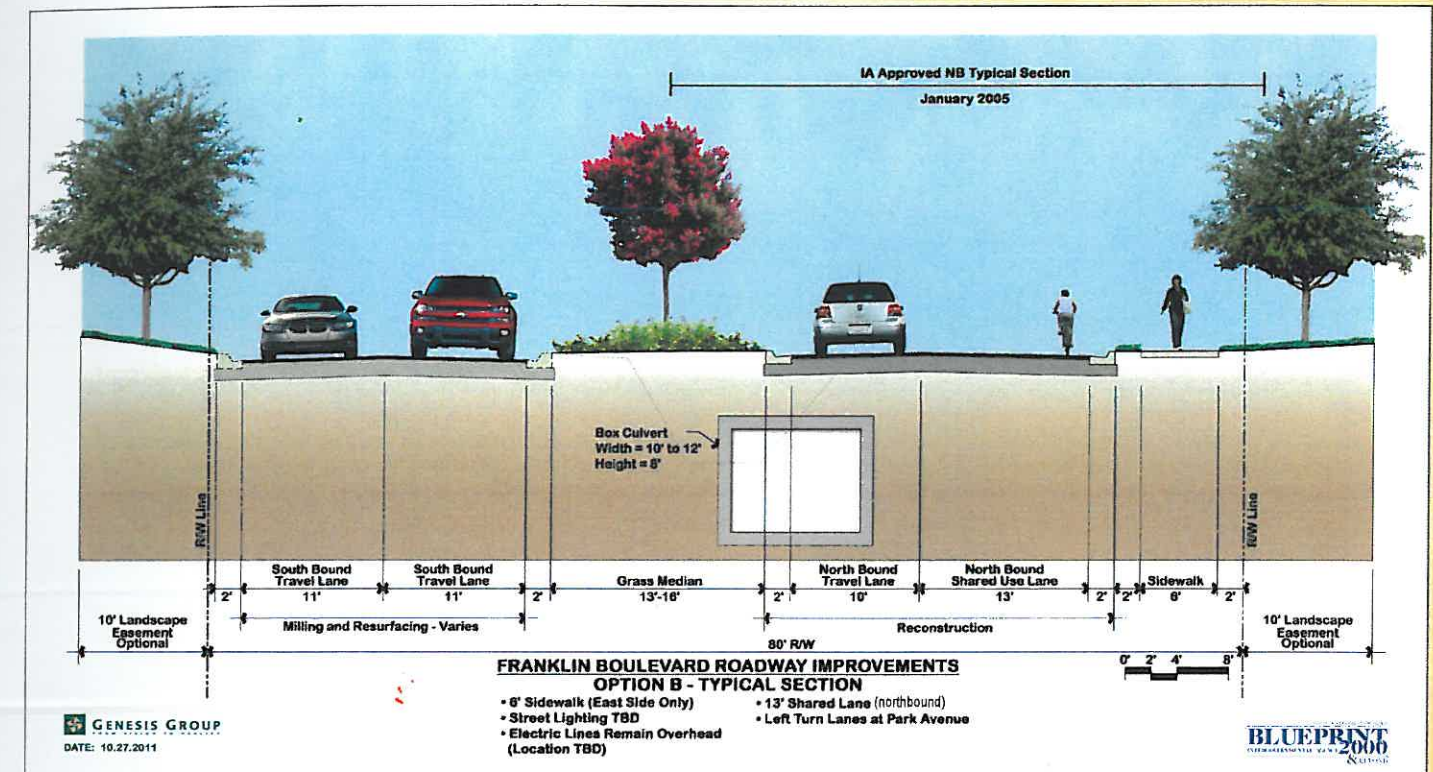 IA Approved NB Typical Section
January 2005
Box Culvert
Width = 10' to 12'
Height = 8'
R/W Line
R/W Line
South Bound
Travel Lane
South Bound
Travel Lane
Grass Median
North Bound
Travel Lane
North Bound
Shared Use Lane
Sidewalk
2' 11' 11' 2' 13'-16' 2' 10' 13' 2' 2' 6' 2'
10' Landscape
Easement
Optional
Milling and Resurfacing - Varies
Reconstruction
10' Landscape
Easement
Optional
80' R/W
FRANKLIN BOULEVARD ROADWAY IMPROVEMENTS
OPTION B - TYPICAL SECTION
0' 2' 4' 8'
• 6' Sidewalk (East Side Only)
• Street Lighting TBD
• Electric Lines Remain Overhead
(Location TBD)
• 13' Shared Lane (northbound)
• Left Turn Lanes at Park Avenue
GENESIS GROUP
DATE: 10.27.2011
BLUEPRINT
2000